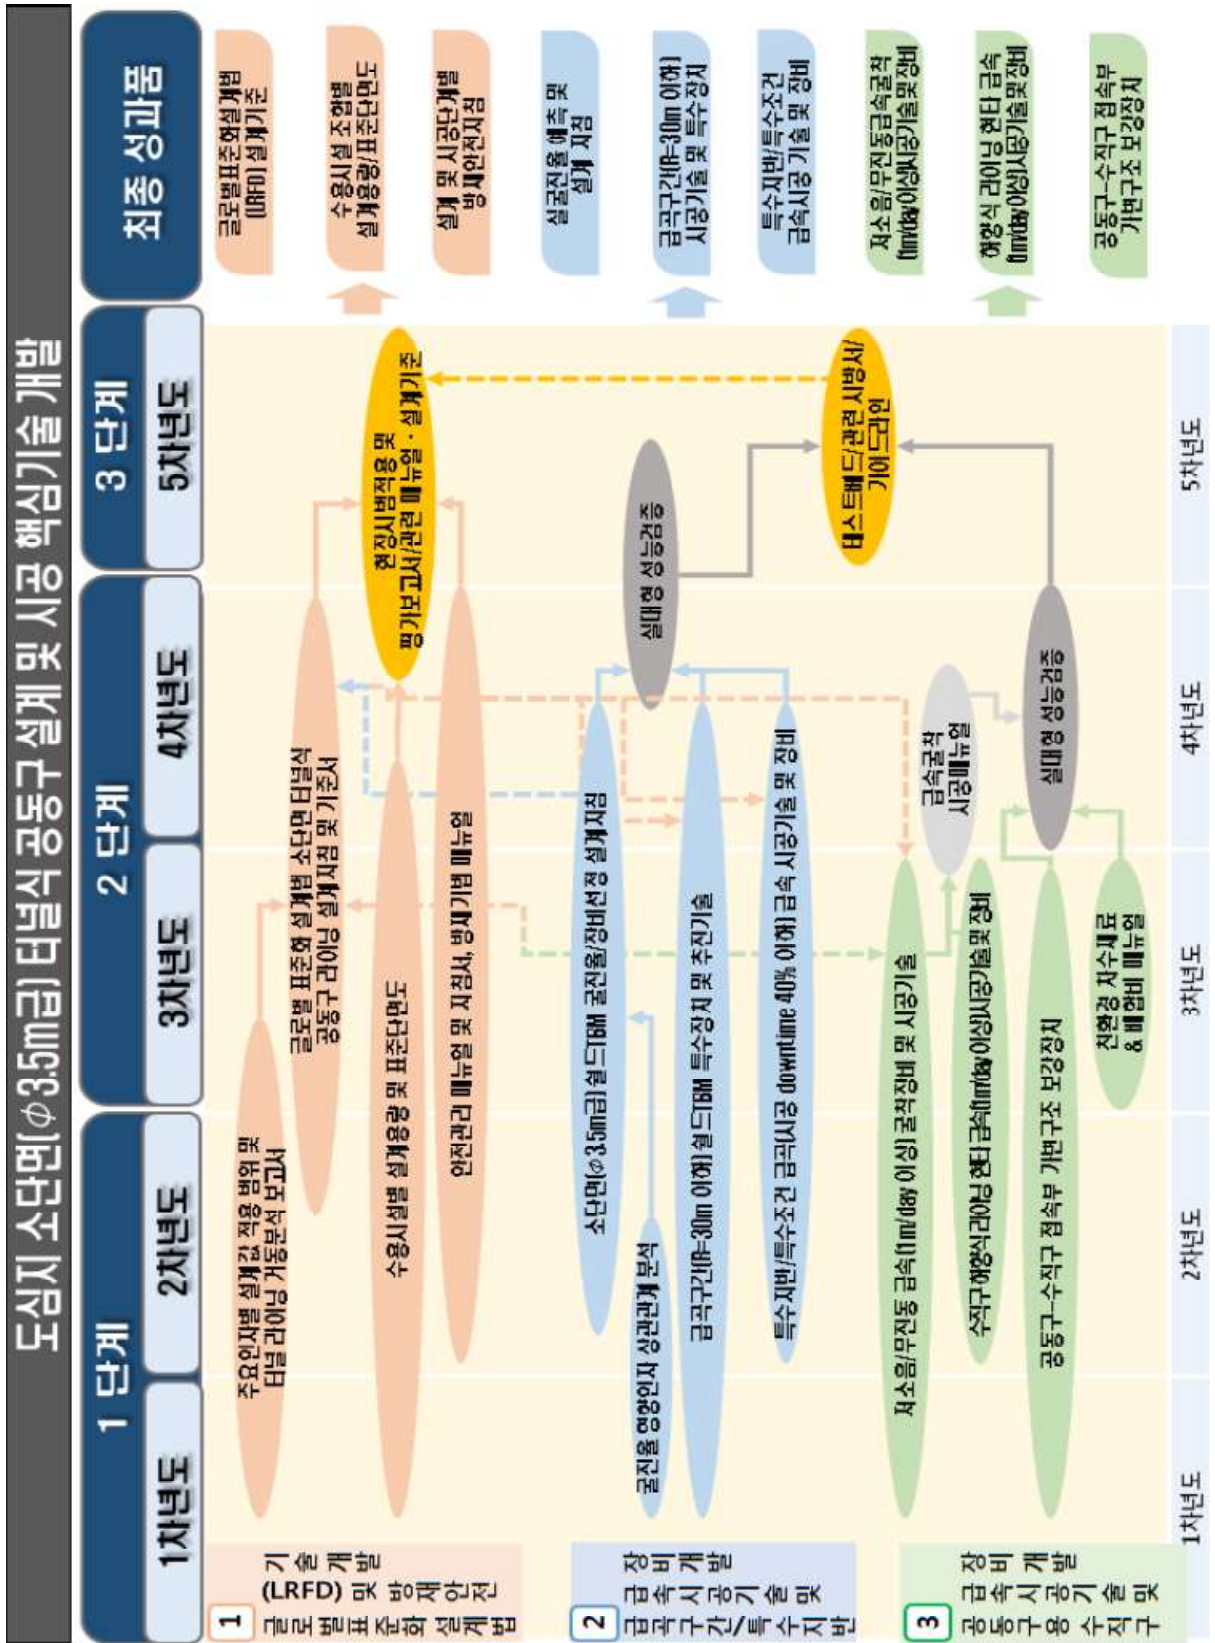 도심지 소단면(φ3.5m급) 터널식 공동구 설계 및 시공 핵심기술 개발
1 단계
2 단계
3 단계
최종 성과품
1차년도
2차년도
3차년도
4차년도
5차년도
1
글로벌표준화 설계법
(LRFD) 및 방재안전
기술개발
주요인자별 설계값 적용 범위 및
터널 라이닝 거동분석 보고서
글로벌 표준화 설계법 소단면 터널식
공동구 라이닝 설계지침 및 기준서
수용시설별 설계용량 및 표준단면도
안전관리 매뉴얼 및 지침서, 방재기법 매뉴얼
현장시범적용 및
평가보고서/관련 매뉴얼 · 설계기준
글로벌표준화설계법
(LRFD) 설계기준
수용시설 조합별
설계용량/표준단면도
설계 및 시공단계별
방재안전지침
2
급곡구간/특수지반
급속시공기술 및
장비개발
소단면(φ3.5m급) 쉴드TBM 굴진율/장비선정 설계지침
굴진율 영향인자 상관관계 분석
급곡구간(R=30m 이하) 쉴드TBM 특수장치 및 추진기술
특수지반/특수조건 급곡(시공 downtime 40% 이하) 급속 시공기술 및 장비
실대형 성능검증
실굴진율 예측 및
설계 지침
급곡구간(R=30m 이하)
시공기술 및 특수장치
특수지반/특수조건
급속시공 기술 및 장비
3
공동구용 수직구 및
급속시공기술 및
장비개발
저소음/무진동 급속(1m/day 이상) 굴착장비 및 시공기술
수직구 해양식 라이닝 현타 급속(1m/day 이상)시공기술 및 장비
공동구-수직구 접속부 가변구조 보강장치
친환경 차수재료
& 배합비 매뉴얼
급속굴착
시공매뉴얼
실대형 성능검증
테스트베드/관련 시방서/
가이드라인
저소음/무진동급속굴착
(1m/day이상)시공기술및장비
해양식 라이닝 현타 급속
(1m/day이상)시공기술및장비
공동구-수직구 접속부
가변구조 보강장치
1차년도
2차년도
3차년도
4차년도
5차년도